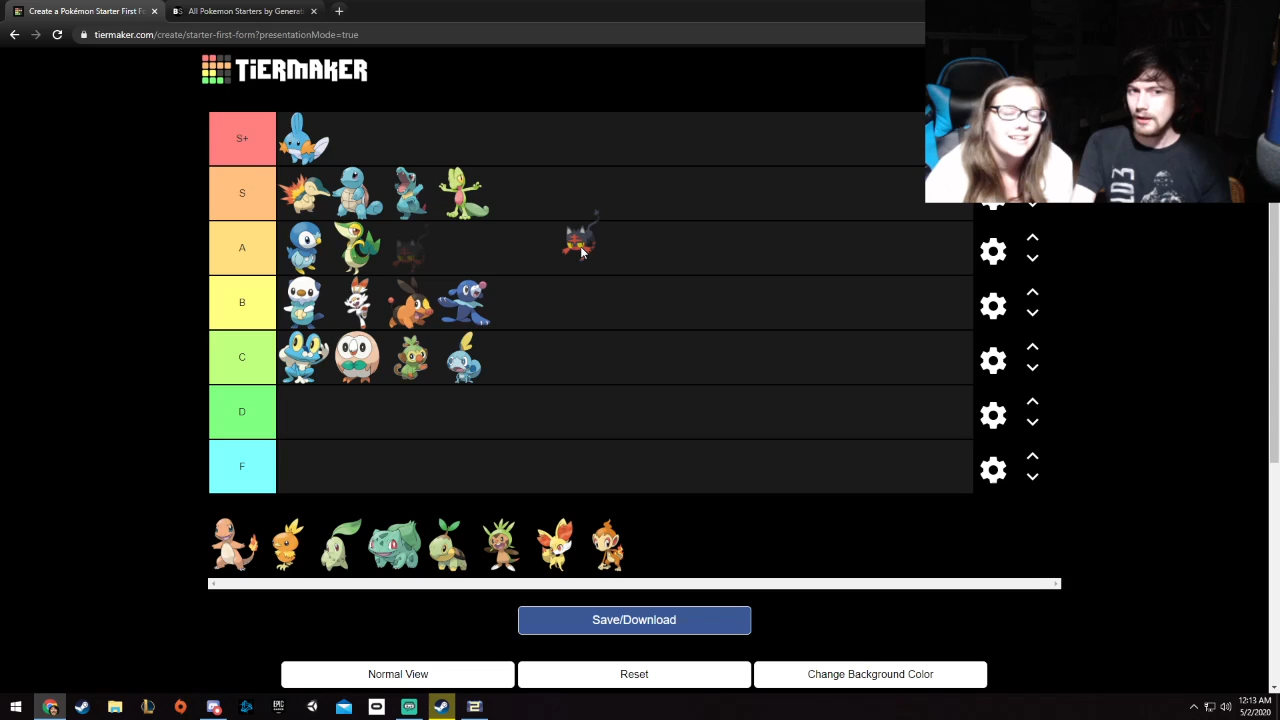 Create a Pokémon Starter First F
All Pokemon Starters by Generati
tiermaker.com/create/starter-first-form?presentationMode=true
TiERMAKER
S+
S
A
B
C
D
F
Save/Download
Normal View
Reset
Change Background Color
12:13 AM
5/2/2020